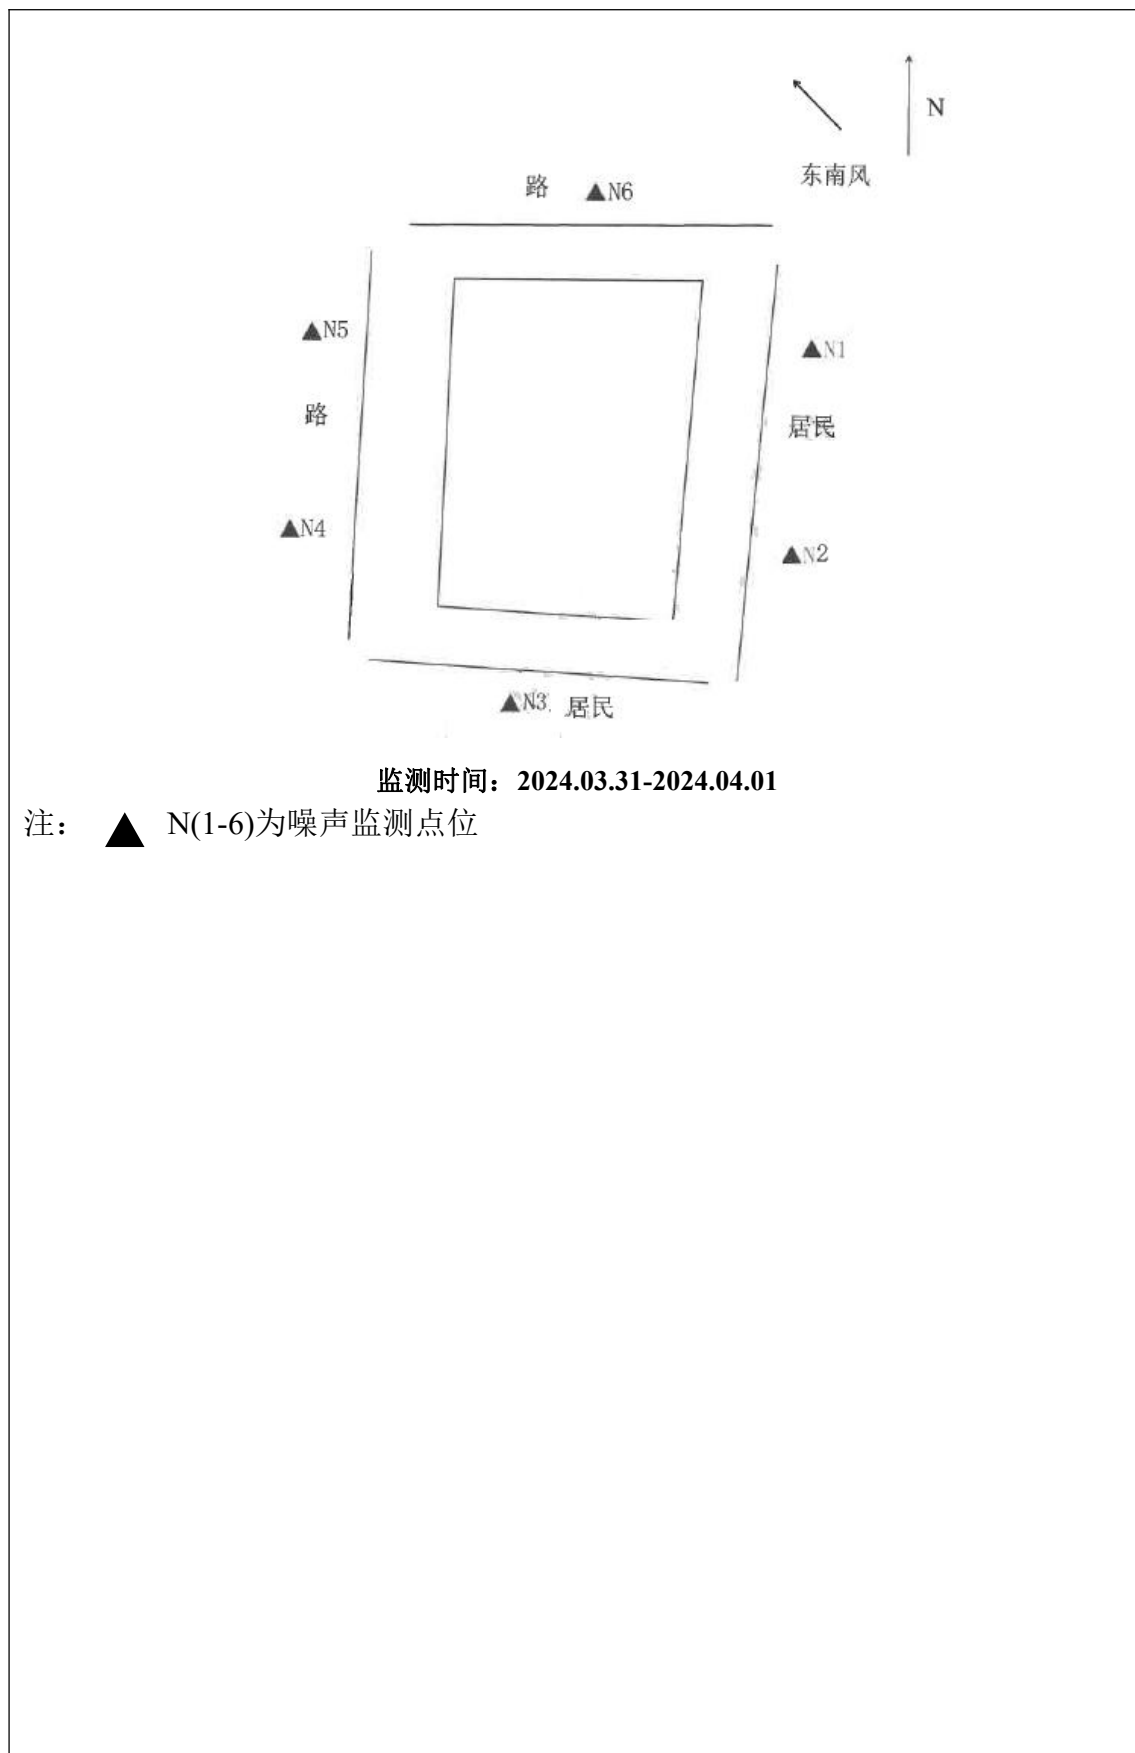 N
东南风
路 ▲N6
▲N5
▲N1
路
居民
▲N4
▲N2
▲N3 居民
监测时间：2024.03.31-2024.04.01
注： ▲ N(1-6)为噪声监测点位